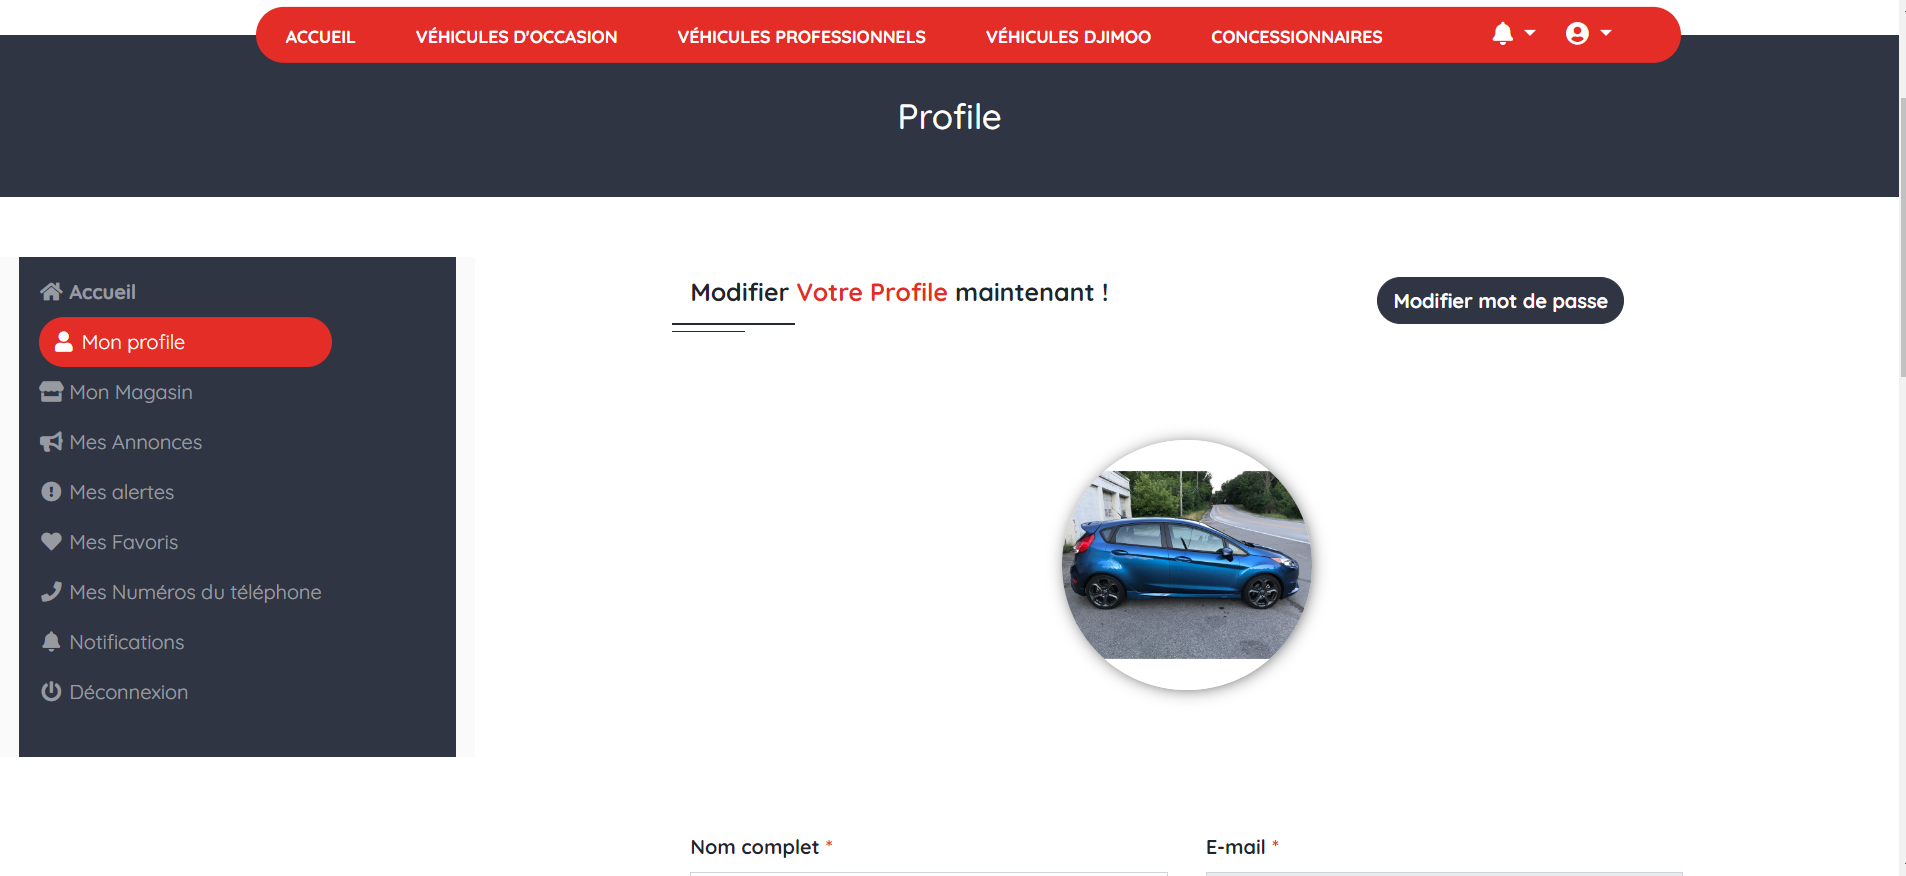 ACCUEIL VÉHICULES D'OCCASION VÉHICULES PROFESSIONNELS VÉHICULES DJIMOO CONCESSIONNAIRES
Profile
Accueil
Mon profile
Mon Magasin
Mes Annonces
Mes alertes
Mes Favoris
Mes Numéros du téléphone
Notifications
Déconnexion
Modifier Votre Profile maintenant !
Modifier mot de passe
Nom complet *
E-mail *